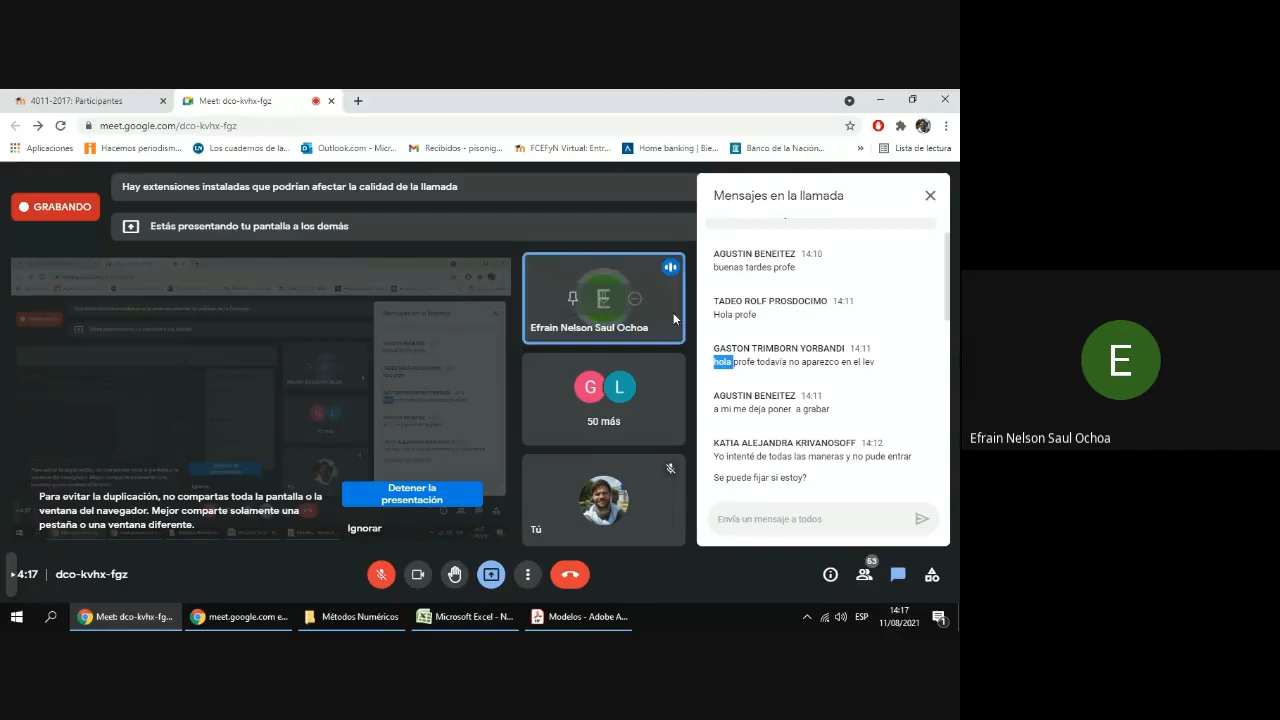 4011-2017: Participantes
Meet: dco-kvhx-fgz
meet.google.com/dco-kvhx-fgz
Aplicaciones
Hacemos periodism...
Los cuadernos de la...
Outlook.com - Micr...
Recibidos - pisonig...
FCEFyN Virtual: Entr...
Home banking | Bie...
Banco de la Nación...
»
Lista de lectura
GRABANDO
Hay extensiones instaladas que podrían afectar la calidad de la llamada
Estás presentando tu pantalla a los demás
Para evitar la duplicación, no compartas toda la pantalla o la
ventana del navegador. Mejor comparte solamente una
pestaña o una ventana diferente.
Detener la
presentación
Ignorar
E
Efrain Nelson Saul Ochoa
G
L
50 más
Tú
Mensajes en la llamada
AGUSTIN BENEITEZ 14:10
buenas tardes profe
TADEO ROLF PROSDOCIMO 14:11
Hola profe
GASTON TRIMBORN YORBANDI 14:11
hola profe todavía no aparezco en el lev
AGUSTIN BENEITEZ 14:11
a mi me deja poner a grabar
KATIA ALEJANDRA KRIVANOSOFF 14:12
Yo intenté de todas las maneras y no pude entrar
Se puede fijar si estoy?
Envía un mensaje a todos
4:17 | dco-kvhx-fgz
53
Meet: dco-kvhx-fg...
meet.google.com e...
Métodos Numéricos
Microsoft Excel - N...
Modelos - Adobe A...
ESP
14:17
11/08/2021
1
E
Efrain Nelson Saul Ochoa